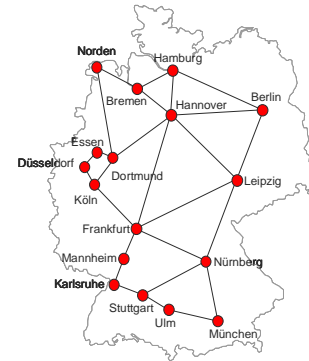 Norden
Hamburg
Bremen
Hannover
Berlin
Essen
Düsseldorf
Dortmund
Köln
Leipzig
Frankfurt
Mannheim
Nürnberg
Karlsruhe
Stuttgart
Ulm
München